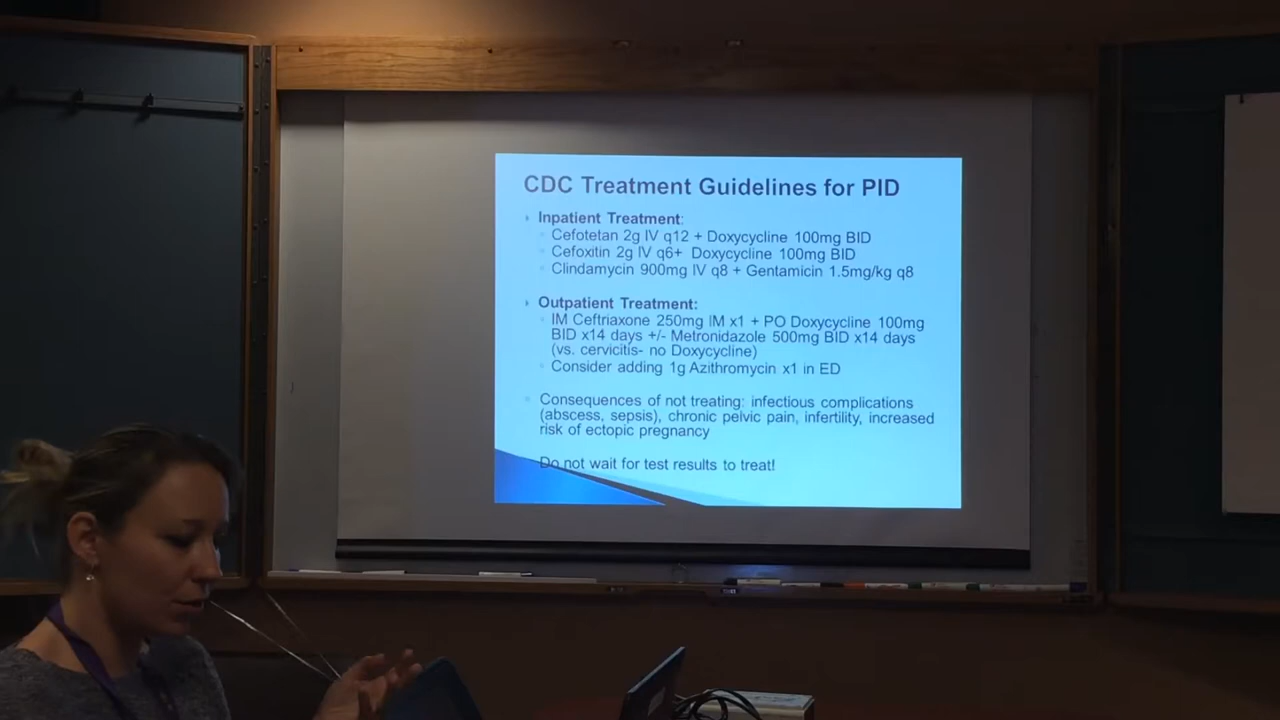 CDC Treatment Guidelines for PID
Inpatient Treatment:
Cefotetan 2g IV q12 + Doxycycline 100mg BID
Cefoxitin 2g IV q6+ Doxycycline 100mg BID
Clindamycin 900mg IV q8 + Gentamicin 1.5mg/kg q8
Outpatient Treatment:
IM Ceftriaxone 250mg IM x1 + PO Doxycycline 100mg
BID x14 days +/- Metronidazole 500mg BID x14 days
(vs. cervicitis- no Doxycycline)
Consider adding 1g Azithromycin x1 in ED
Consequences of not treating: infectious complications
(abscess, sepsis), chronic pelvic pain, infertility, increased
risk of ectopic pregnancy
Do not wait for test results to treat!